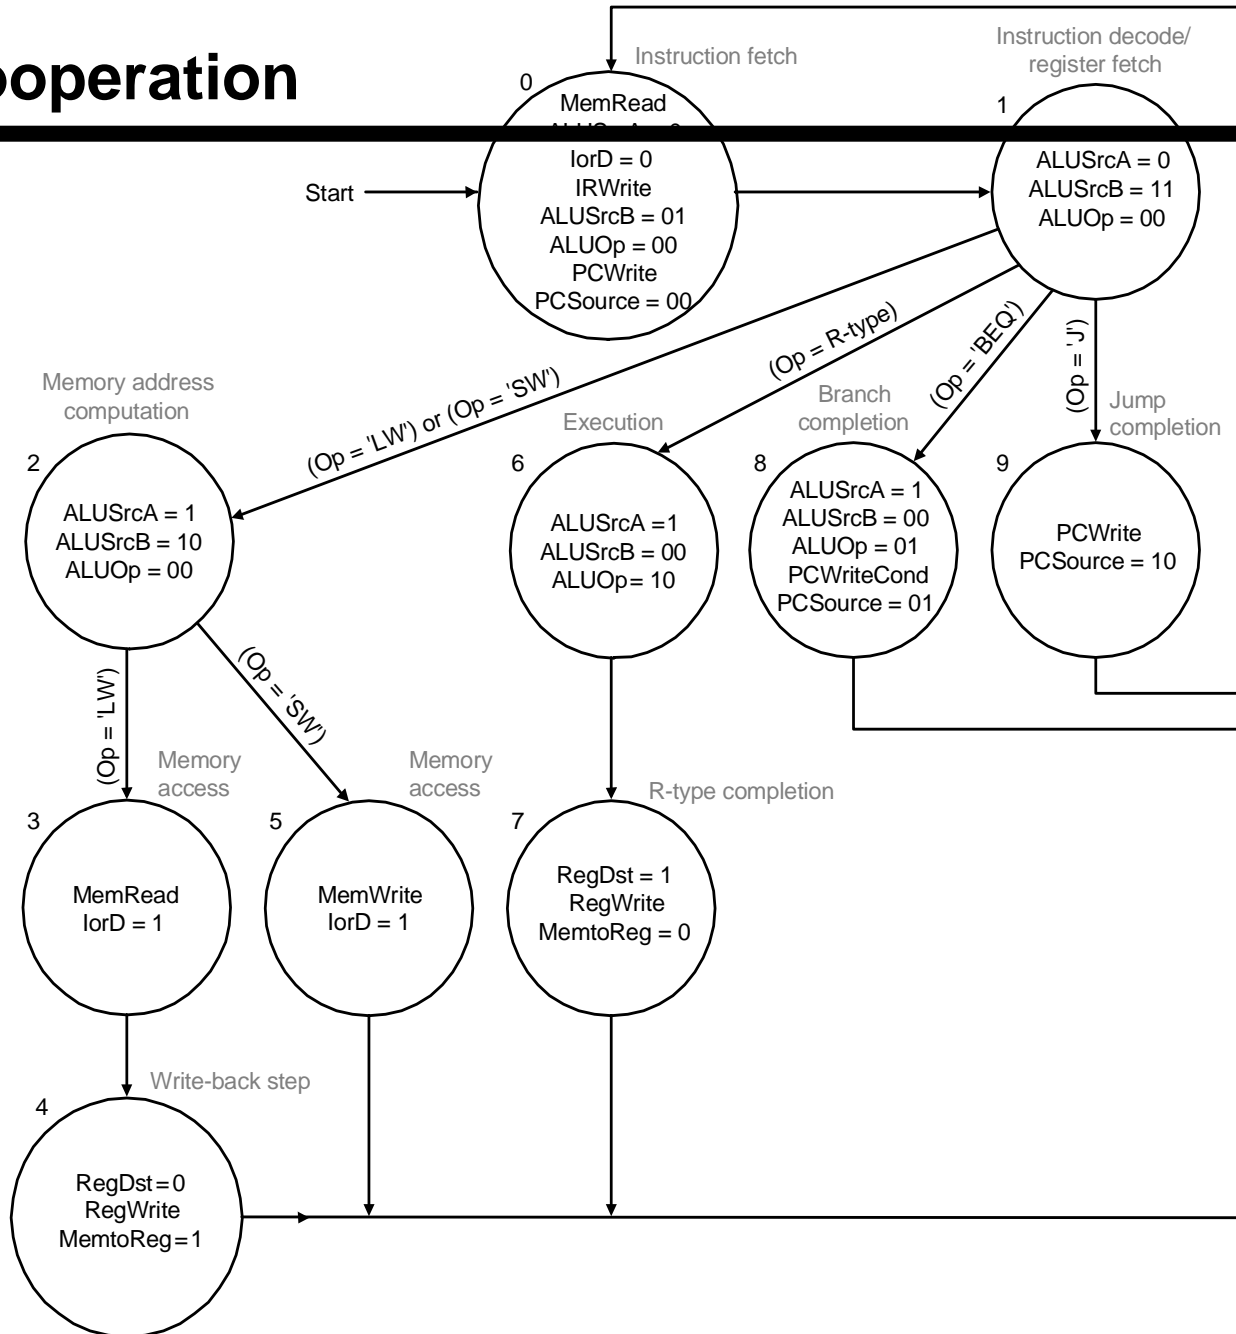 ooperation
Instruction fetch
Instruction decode/
register fetch
0
MemRead
IorD = 0
IRWrite
ALUSrcB = 01
ALUOp = 00
PCWrite
PCSource = 00
1
ALUSrcA = 0
ALUSrcB = 11
ALUOp = 00
Start
(Op = 'LW') or (Op = 'SW')
(Op = R-type)
(Op = 'BEQ')
(Op = 'J')
Memory address
computation
2
ALUSrcA = 1
ALUSrcB = 10
ALUOp = 00
Execution
6
ALUSrcA =1
ALUSrcB = 00
ALUOp= 10
Branch
completion
8
ALUSrcA = 1
ALUSrcB = 00
ALUOp = 01
PCWriteCond
PCSource = 01
Jump
completion
9
PCWrite
PCSource = 10
(Op = 'LW')
(Op = 'SW')
Memory
access
3
MemRead
IorD = 1
Memory
access
5
MemWrite
IorD = 1
R-type completion
7
RegDst = 1
RegWrite
MemtoReg = 0
Write-back step
4
RegDst=0
RegWrite
MemtoReg=1